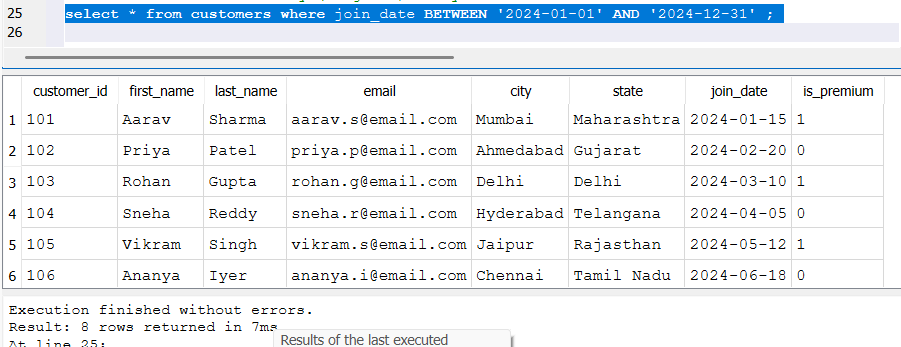 25 select * from customers where join_date BETWEEN '2024-01-01' AND '2024-12-31' ;
26
customer_id first_name last_name email city state join_date is_premium
1 101 Aarav Sharma aarav.s@email.com Mumbai Maharashtra 2024-01-15 1
2 102 Priya Patel priya.p@email.com Ahmedabad Gujarat 2024-02-20 0
3 103 Rohan Gupta rohan.g@email.com Delhi Delhi 2024-03-10 1
4 104 Sneha Reddy sneha.r@email.com Hyderabad Telangana 2024-04-05 0
5 105 Vikram Singh vikram.s@email.com Jaipur Rajasthan 2024-05-12 1
6 106 Ananya Iyer ananya.i@email.com Chennai Tamil Nadu 2024-06-18 0
Execution finished without errors.
Result: 8 rows returned in 7ms
At line 25:
Results of the last executed